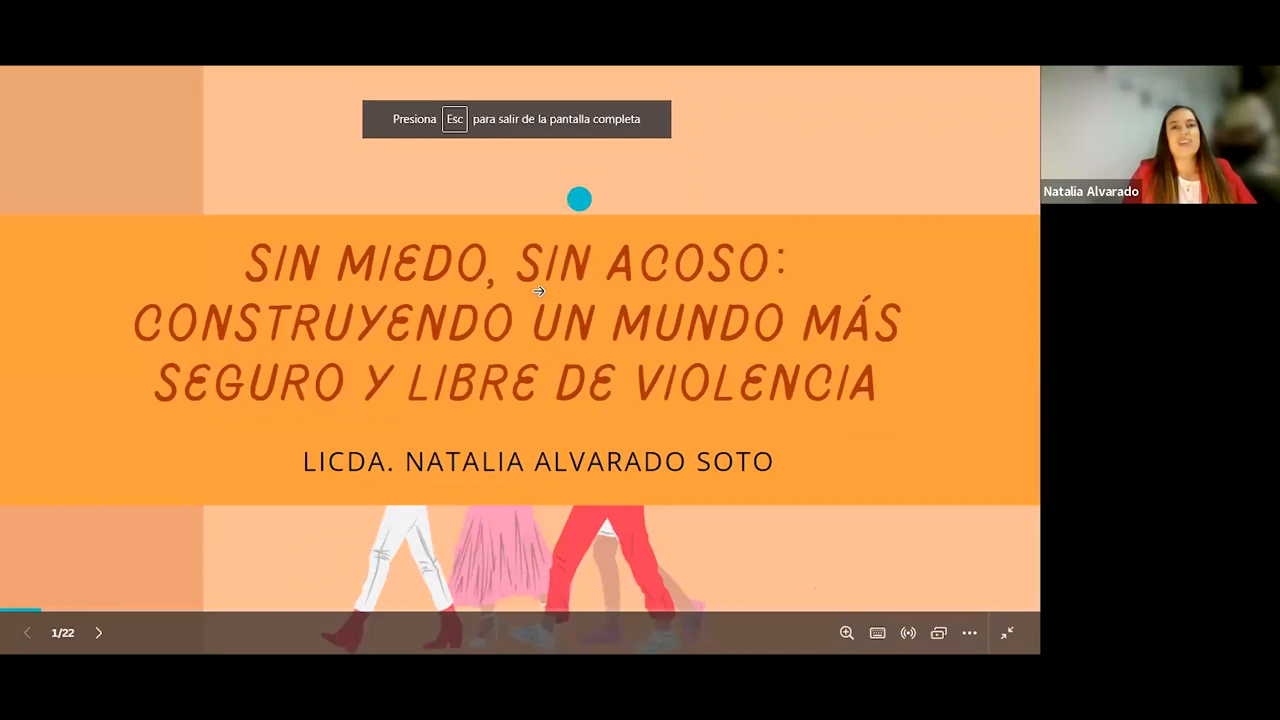 Presiona Esc para salir de la pantalla completa
Natalia Alvarado
SIN MIEDO, SIN ACOSO:
CONSTRUYENDO UN MUNDO MÁS
SEGURO Y LIBRE DE VIOLENCIA
LICDA. NATALIA ALVARADO SOTO
1/22